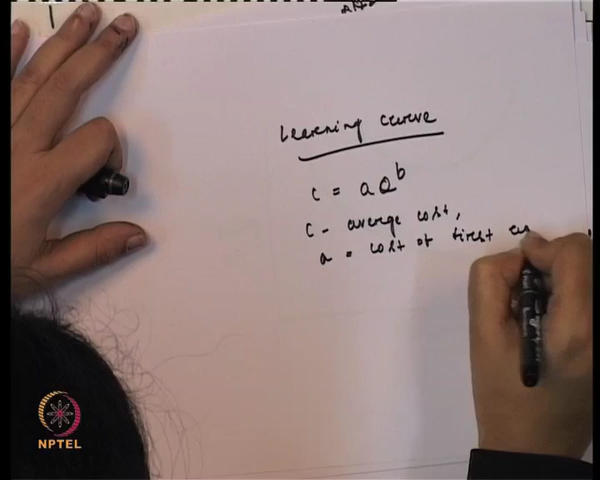 Learning curve
c = aQ^b
c - average cost,
a = cost of first
NPTEL